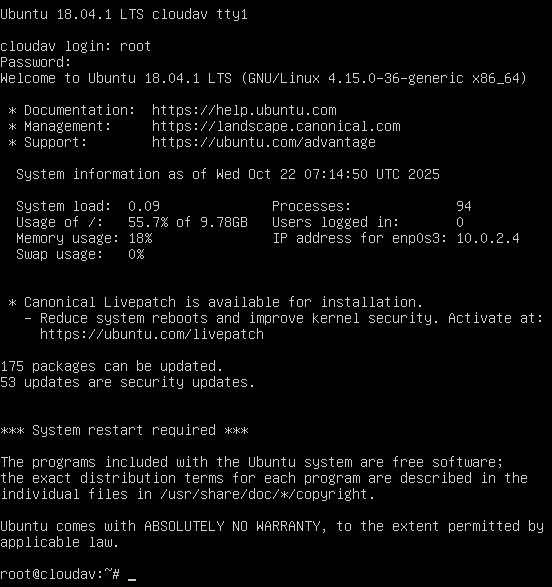 Ubuntu 18.04.1 LTS cloudav tty1
cloudav login: root
Password:
Welcome to Ubuntu 18.04.1 LTS (GNU/Linux 4.15.0-36-generic x86_64)
* Documentation:  https://help.ubuntu.com
* Management:     https://landscape.canonical.com
* Support:        https://ubuntu.com/advantage
System information as of Wed Oct 22 07:14:50 UTC 2025
System load:  0.09              Processes:           94
Usage of /:   55.7% of 9.78GB   Users logged in:     0
Memory usage: 18%               IP address for enp0s3: 10.0.2.4
Swap usage:   0%
* Canonical Livepatch is available for installation.
- Reduce system reboots and improve kernel security. Activate at:
https://ubuntu.com/livepatch
175 packages can be updated.
53 updates are security updates.
*** System restart required ***
The programs included with the Ubuntu system are free software;
the exact distribution terms for each program are described in the
individual files in /usr/share/doc/*/copyright.
Ubuntu comes with ABSOLUTELY NO WARRANTY, to the extent permitted by
applicable law.
root@cloudav:~# _